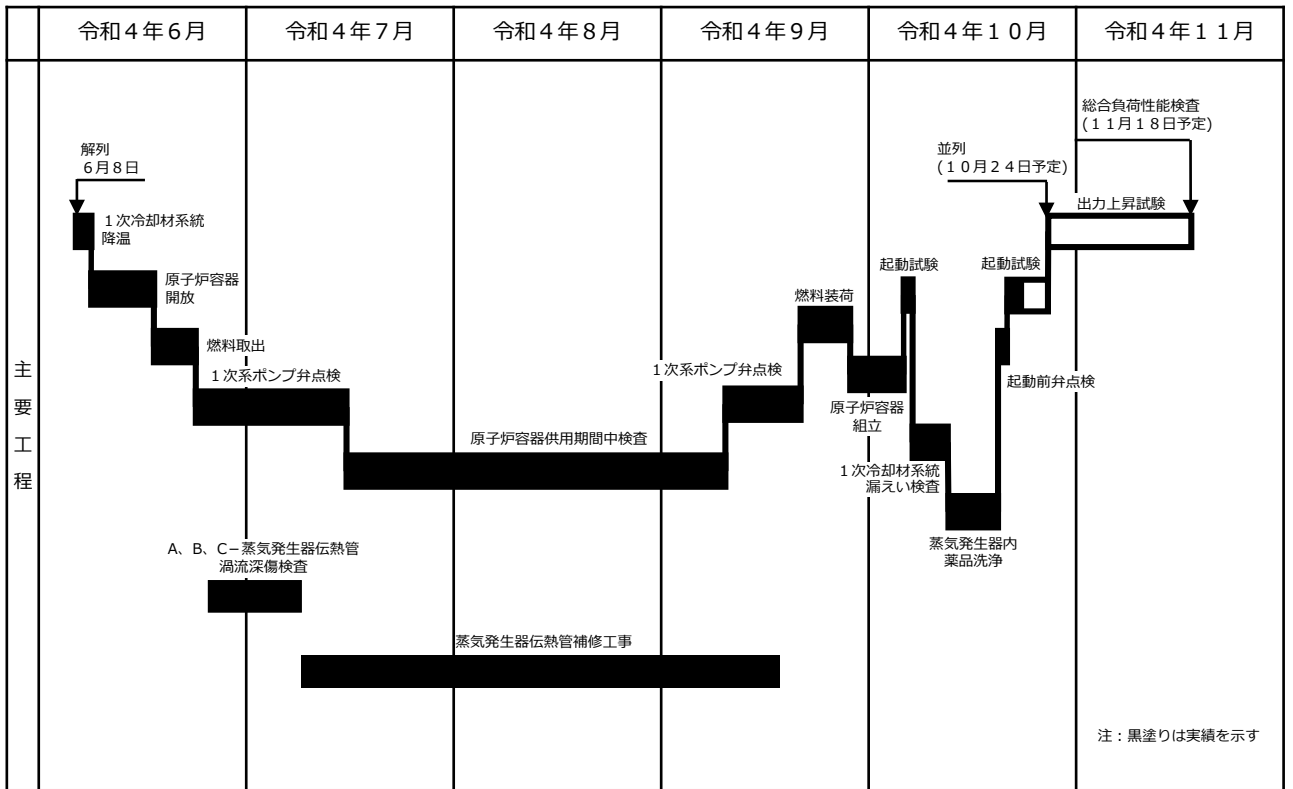 令和４年６月
令和４年７月
令和４年８月
令和４年９月
令和４年１０月
令和４年１１月
主要工程
解列
６月８日
１次冷却材系統
降温
原子炉容器
開放
燃料取出
１次系ポンプ弁点検
原子炉容器供用期間中検査
１次系ポンプ弁点検
燃料装荷
原子炉容器
組立
起動試験
１次冷却材系統
漏えい検査
蒸気発生器内
薬品洗浄
起動前弁点検
起動試験
並列
(１０月２４日予定)
出力上昇試験
総合負荷性能検査
(１１月１８日予定)
A、B、C－蒸気発生器伝熱管
渦流探傷検査
蒸気発生器伝熱管補修工事
注：黒塗りは実績を示す